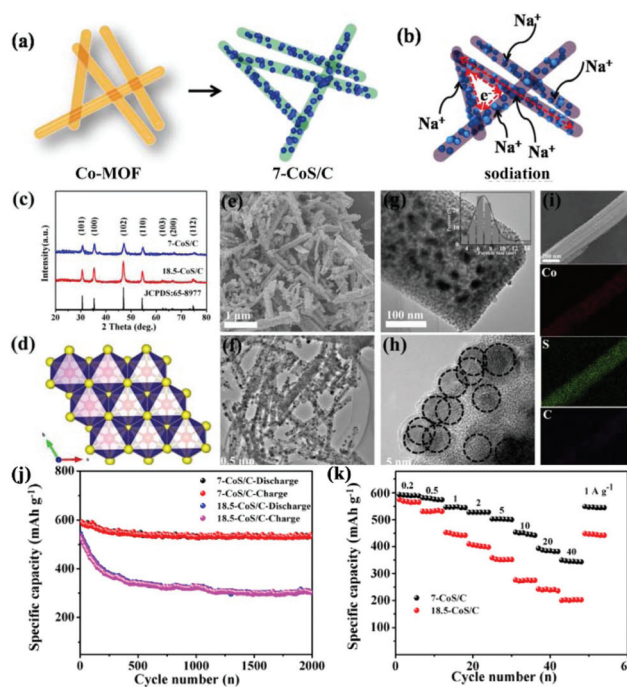 (a)
Co-MOF
7-CoS/C
(b)
Na⁺
Na⁺
Na⁺
Na⁺
Na⁺
Na⁺
e⁻
sodiation
(c)
Intensity(a.u.)
(101)
(100)
(102)
(110)
(103)
(200)
(112)
7-CoS/C
18.5-CoS/C
JCPDS:65-8977
20 30 40 50 60 70 80
2 Theta (deg.)
(d)
(e)
1 μm
(f)
0.5 μm
(g)
100 nm
(h)
5 nm
(i)
Co
S
C
(j)
Specific capacity (mAh g⁻¹)
800
600
400
200
7-CoS/C-Discharge
7-CoS/C-Charge
18.5-CoS/C-Discharge
18.5-CoS/C-Charge
0 500 1000 1500 2000
Cycle number (n)
(k)
Specific capacity (mAh g⁻¹)
600
500
400
300
200
100
0
0.2
0.5
1
2
5
10
20
40
1 A g⁻¹
7-CoS/C
18.5-CoS/C
0 20 40 60
Cycle number (n)